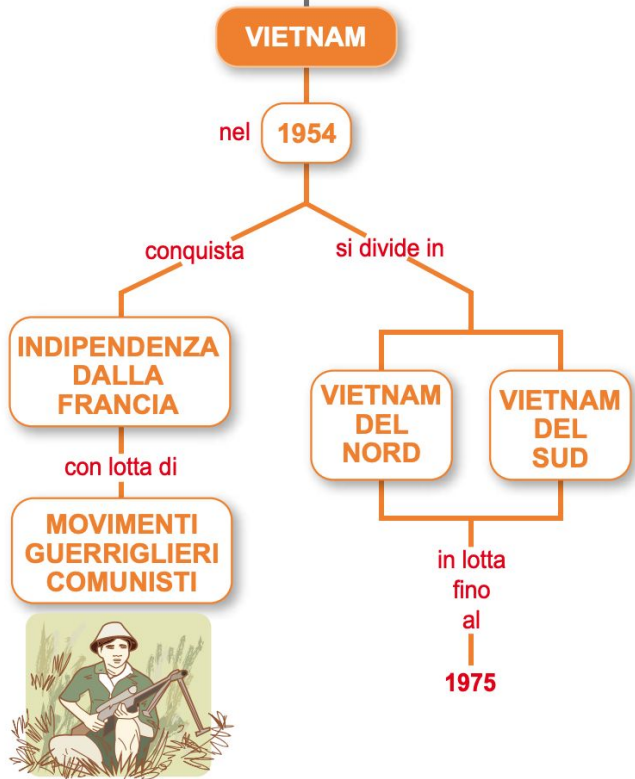 VIETNAM
nel
1954
conquista
si divide in
INDIPENDENZA
DALLA
FRANCIA
con lotta di
MOVIMENTI
GUERRIGLIERI
COMUNISTI
VIETNAM
DEL
NORD
VIETNAM
DEL
SUD
in lotta
fino
al
1975